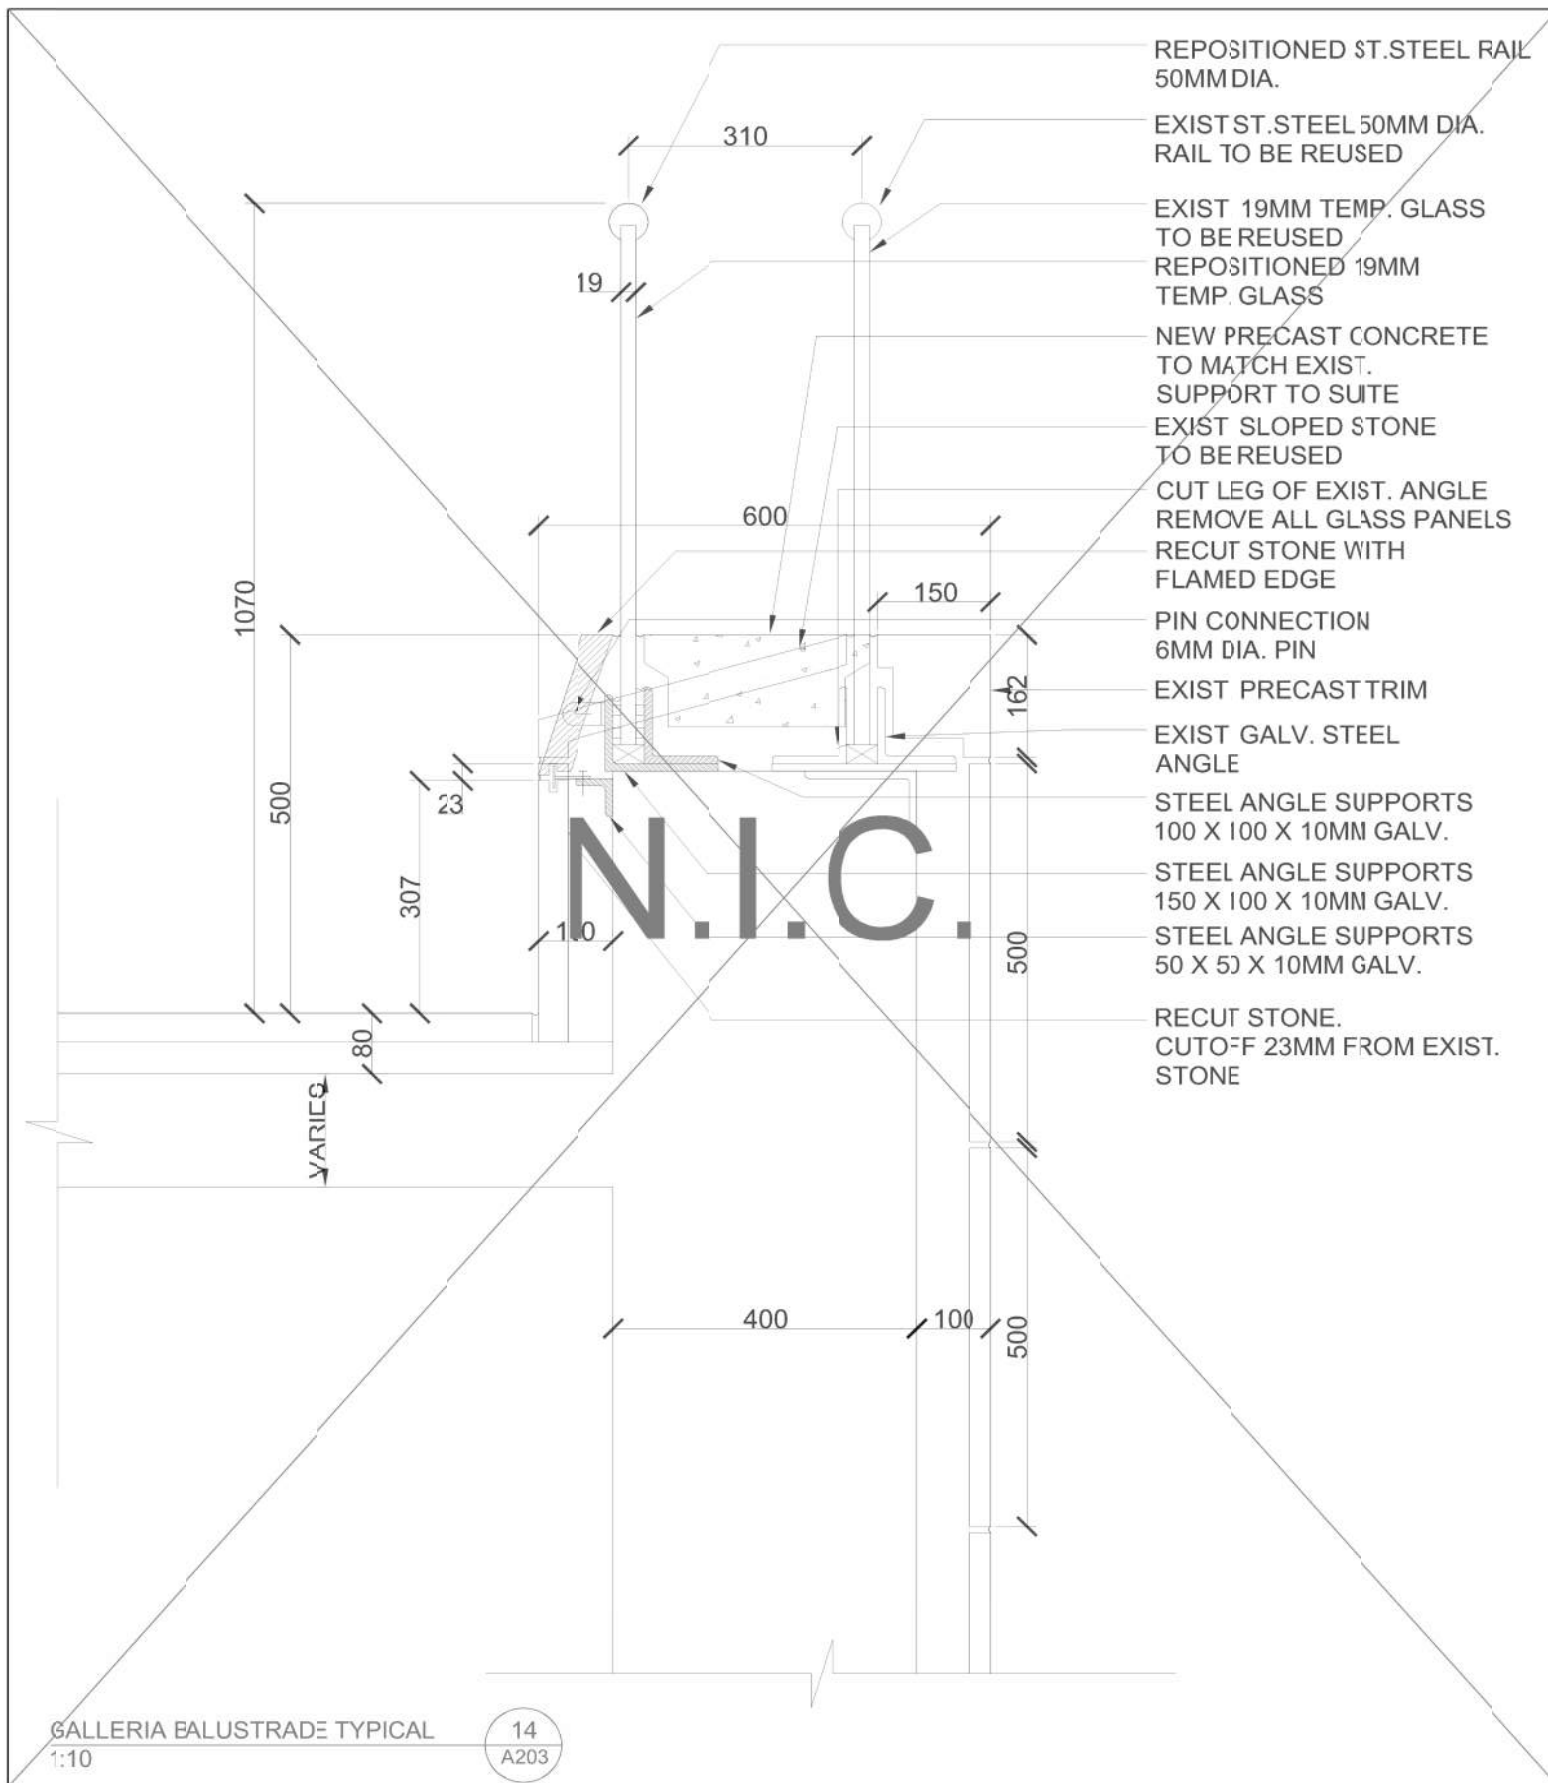 REPOSITIONED ST.STEEL RAIL
50MM DIA.
310
EXIST ST.STEEL 50MM DIA.
RAIL TO BE REUSED
EXIST 19MM TEMP. GLASS
TO BE REUSED
REPOSITIONED 19MM
TEMP. GLASS
19
NEW PRECAST CONCRETE
TO MATCH EXIST.
SUPPORT TO SUITE
EXIST SLOPED STONE
TO BE REUSED
CUT LEG OF EXIST. ANGLE
REMOVE ALL GLASS PANELS
600
RECUT STONE WITH
FLAMED EDGE
1070
150
PIN CONNECTION
6MM DIA. PIN
EXIST PRECAST TRIM
162
EXIST GALV. STEEL
ANGLE
500
23
STEEL ANGLE SUPPORTS
100 X 100 X 10MM GALV.
N.I.C.
STEEL ANGLE SUPPORTS
150 X 100 X 10MM GALV.
307
STEEL ANGLE SUPPORTS
50 X 50 X 10MM GALV.
500
RECUT STONE.
CUTOFF 23MM FROM EXIST.
STONE
80
VARIES
400
100
500
GALLERIA BALUSTRADE TYPICAL
1:10
14
A203